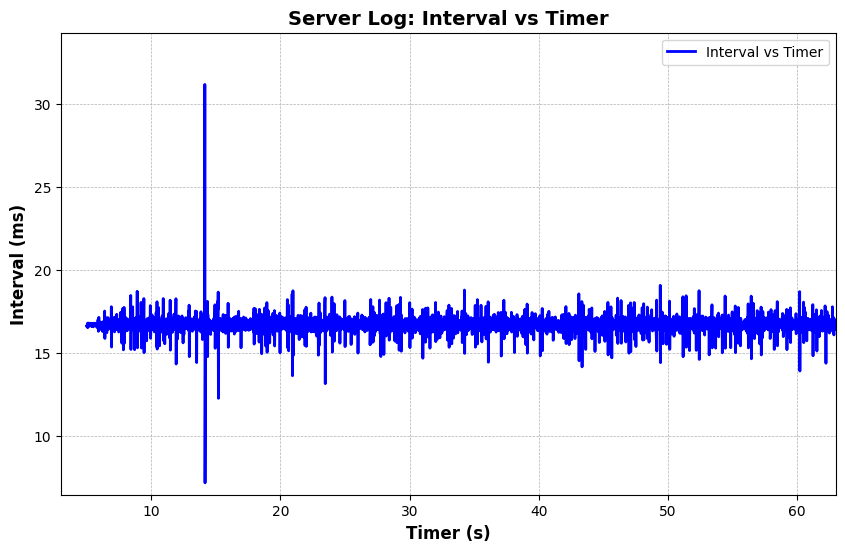 Server Log: Interval vs Timer
Interval vs Timer
30
25
20
15
10
Interval (ms)
10 20 30 40 50 60
Timer (s)